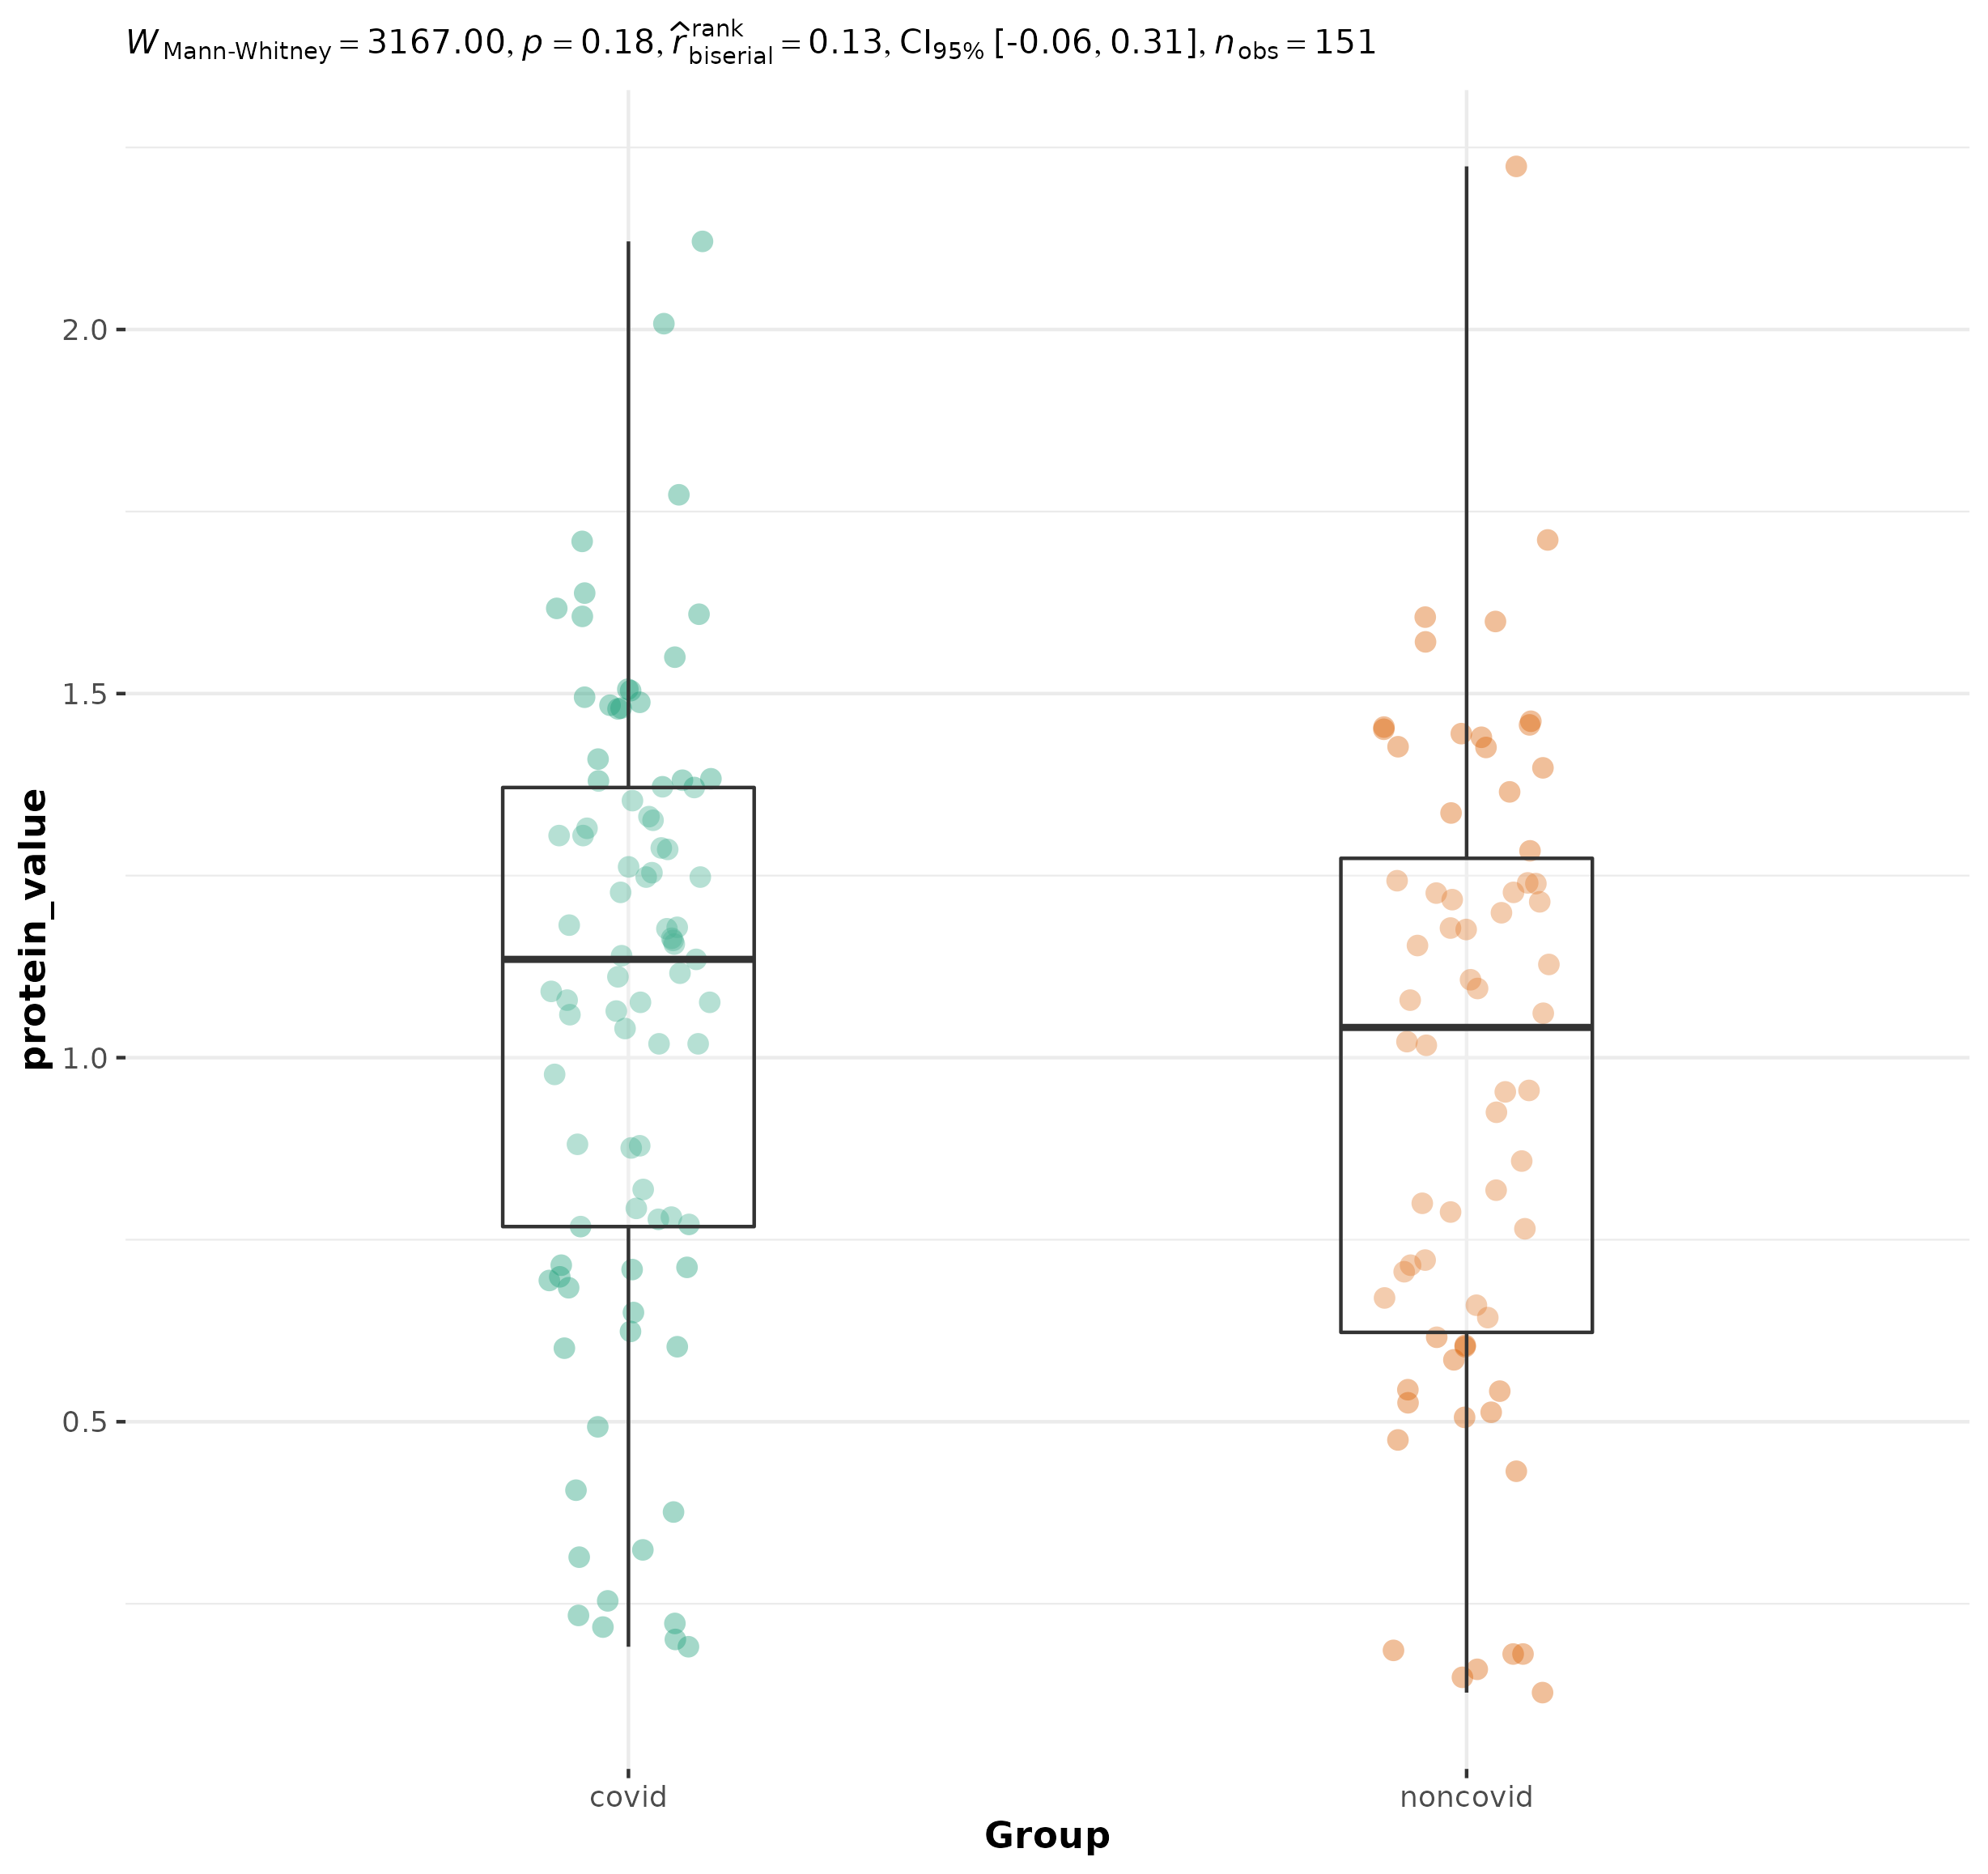 W Mann-Whitney = 3167.00, p = 0.18, r̂ rank biserial = 0.13, CI95% [-0.06, 0.31], n obs = 151
protein_value
2.0
1.5
1.0
0.5
covid noncovid
Group